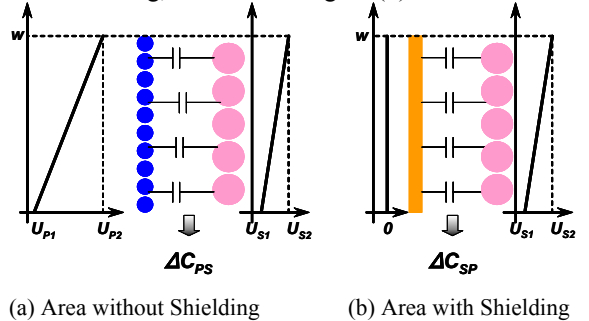 w w
U_P1 U_P2 U_S1 U_S2 0 U_S1 U_S2
ΔC_PS ΔC_SP
(a) Area without Shielding (b) Area with Shielding